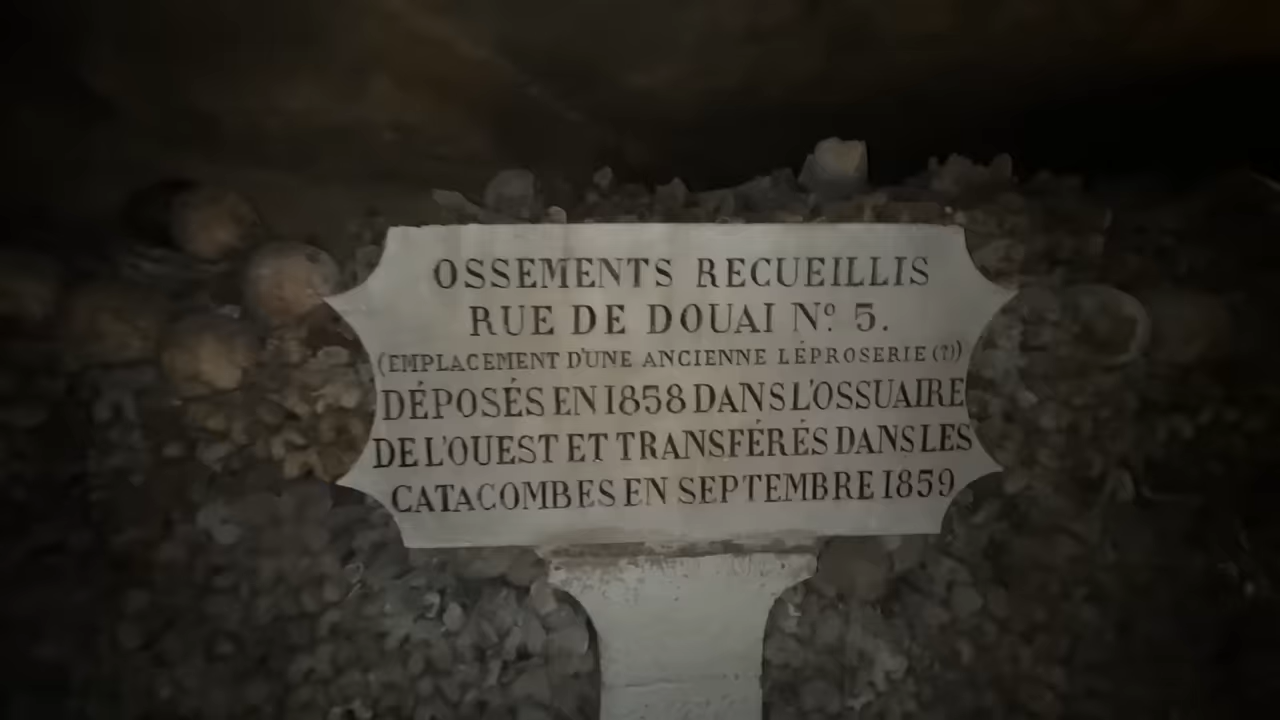 OSSEMENTS RECUEILLIS
RUE DE DOUAI Nº 5.
(EMPLACEMENT D'UNE ANCIENNE LÉPROSERIE (?))
DÉPOSÉS EN 1858 DANS L'OSSUAIRE
DE L'OUEST ET TRANSFÉRÉS DANS LES
CATACOMBES EN SEPTEMBRE 1859